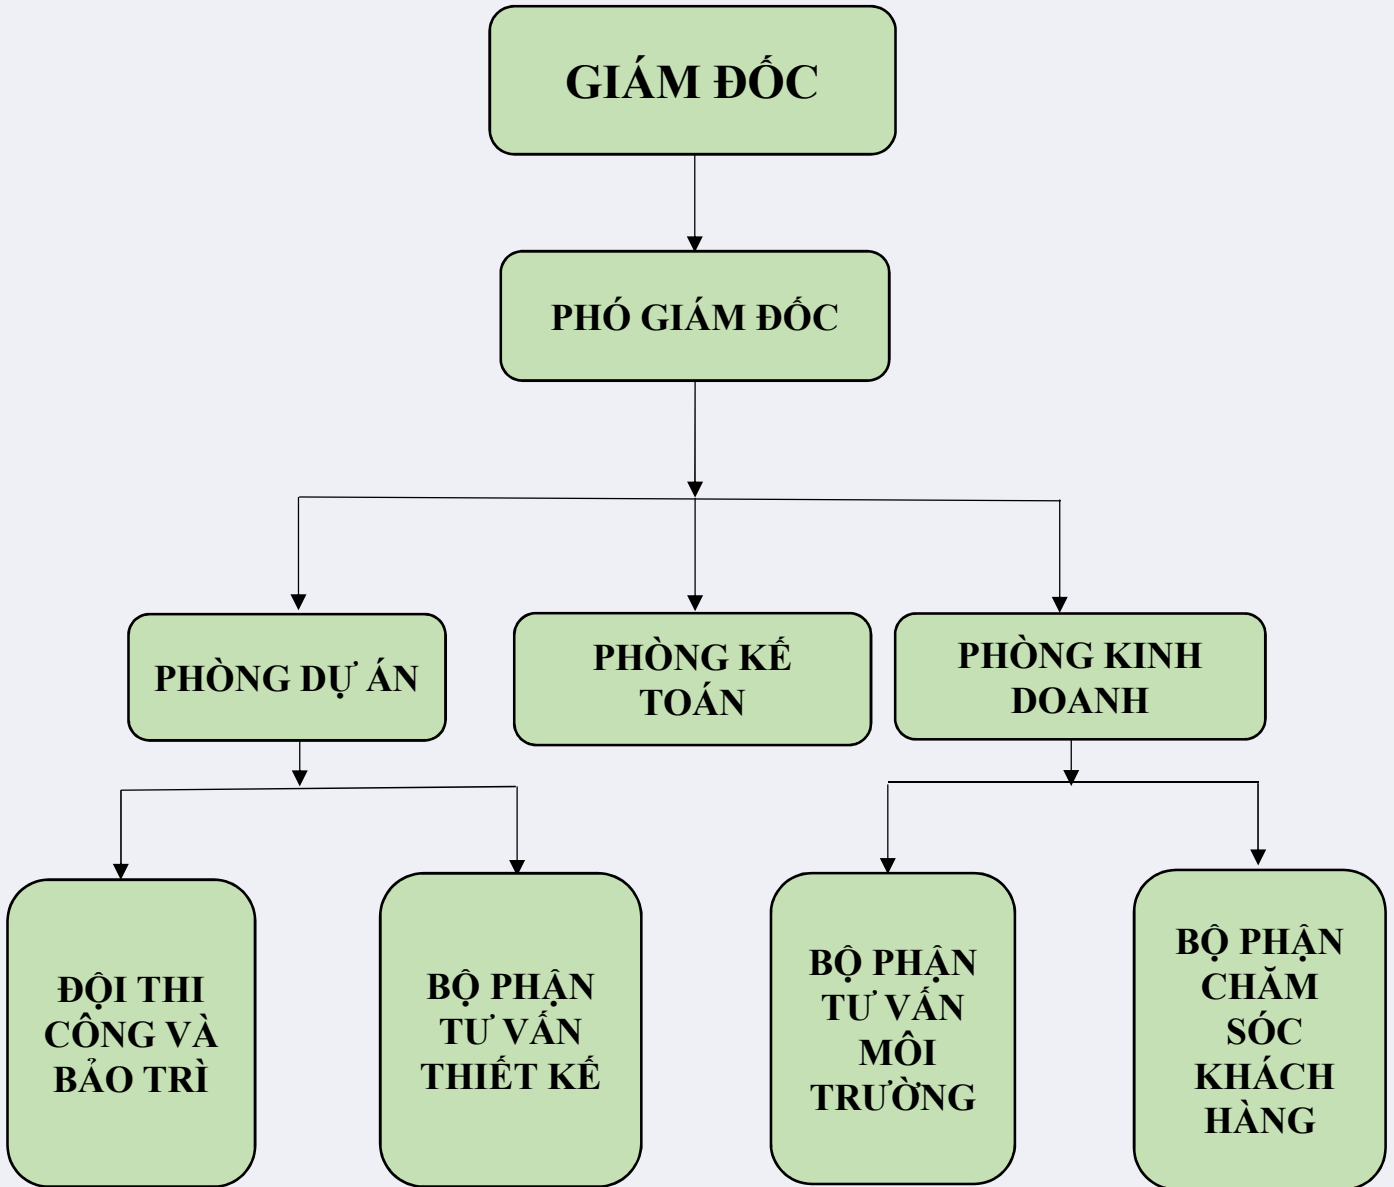 GIÁM ĐỐC
PHÓ GIÁM ĐỐC
PHÒNG DỰ ÁN
PHÒNG KẾ
TOÁN
PHÒNG KINH
DOANH
ĐỘI THI
CÔNG VÀ
BẢO TRÌ
BỘ PHẬN
TƯ VẤN
THIẾT KẾ
BỘ PHẬN
TƯ VẤN
MÔI
TRƯỜNG
BỘ PHẬN
CHĂM
SÓC
KHÁCH
HÀNG